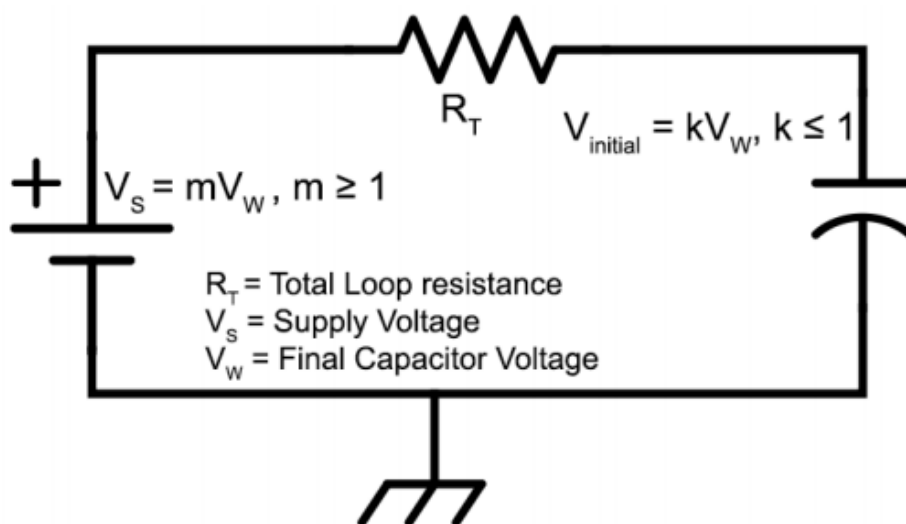 R_T
V_initial = kV_W, k ≤ 1
+
V_S = mV_W , m ≥ 1
R_T = Total Loop resistance
V_S = Supply Voltage
V_W = Final Capacitor Voltage